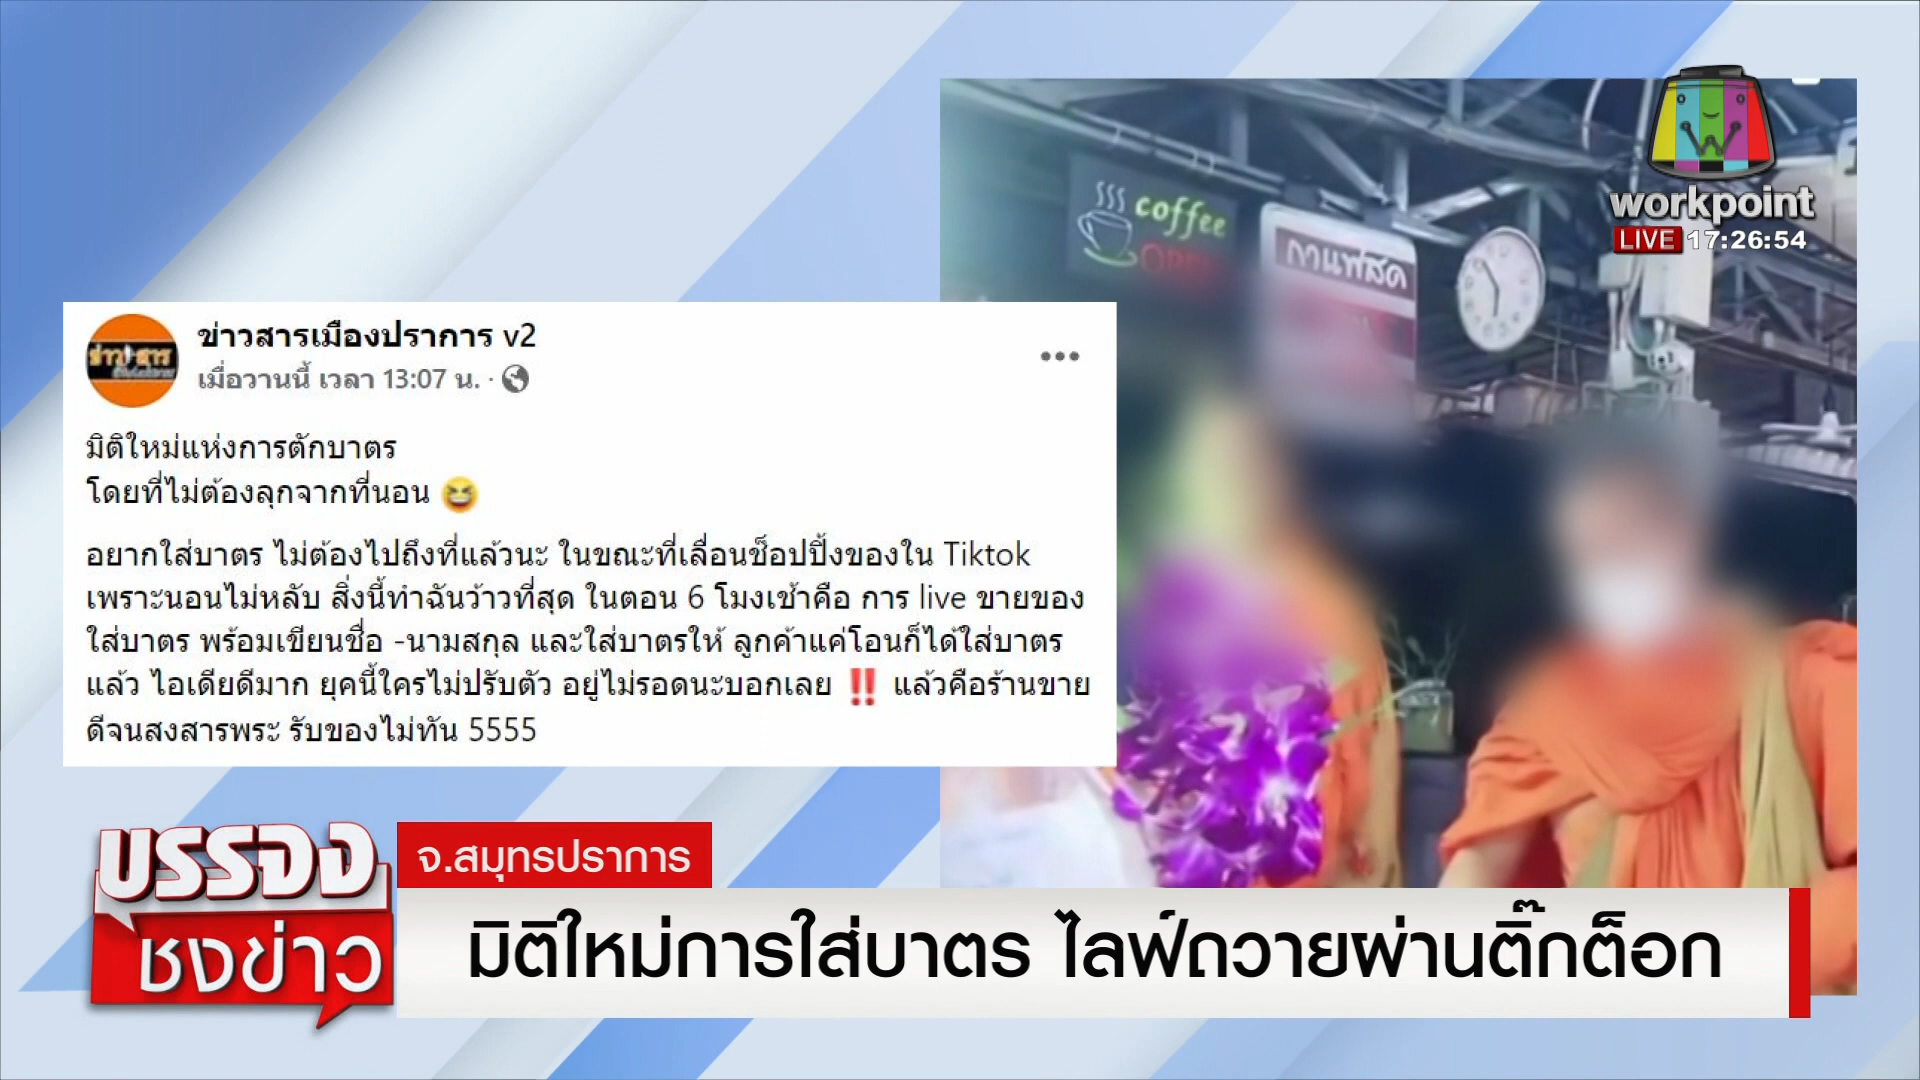 workpoint
LIVE 17:26:54
coffee
OPEN
กาแฟสด
ข่าวสารเมืองปราการ v2
เมื่อวานนี้ เวลา 13:07 น. ·
มิติใหม่แห่งการตักบาตร
โดยที่ไม่ต้องลุกจากที่นอน 😆
อยากใส่บาตร ไม่ต้องไปถึงที่แล้วนะ ในขณะที่เลื่อนช็อปปิ้งของใน Tiktok
เพราะนอนไม่หลับ สิ่งนี้ทำฉันว้าวที่สุด ในตอน 6 โมงเช้าคือ การ live ขายของ
ใส่บาตร พร้อมเขียนชื่อ -นามสกุล และใส่บาตรให้ ลูกค้าแค่โอนก็ได้ใส่บาตร
แล้ว ไอเดียดีมาก ยุคนี้ใครไม่ปรับตัว อยู่ไม่รอดนะบอกเลย ‼️ แล้วคือร้านขาย
ดีจนสงสารพระ รับของไม่ทัน 5555
บรรจง
ชงข่าว
จ.สมุทรปราการ
มิติใหม่การใส่บาตร ไลฟ์ถวายผ่านติ๊กต็อก